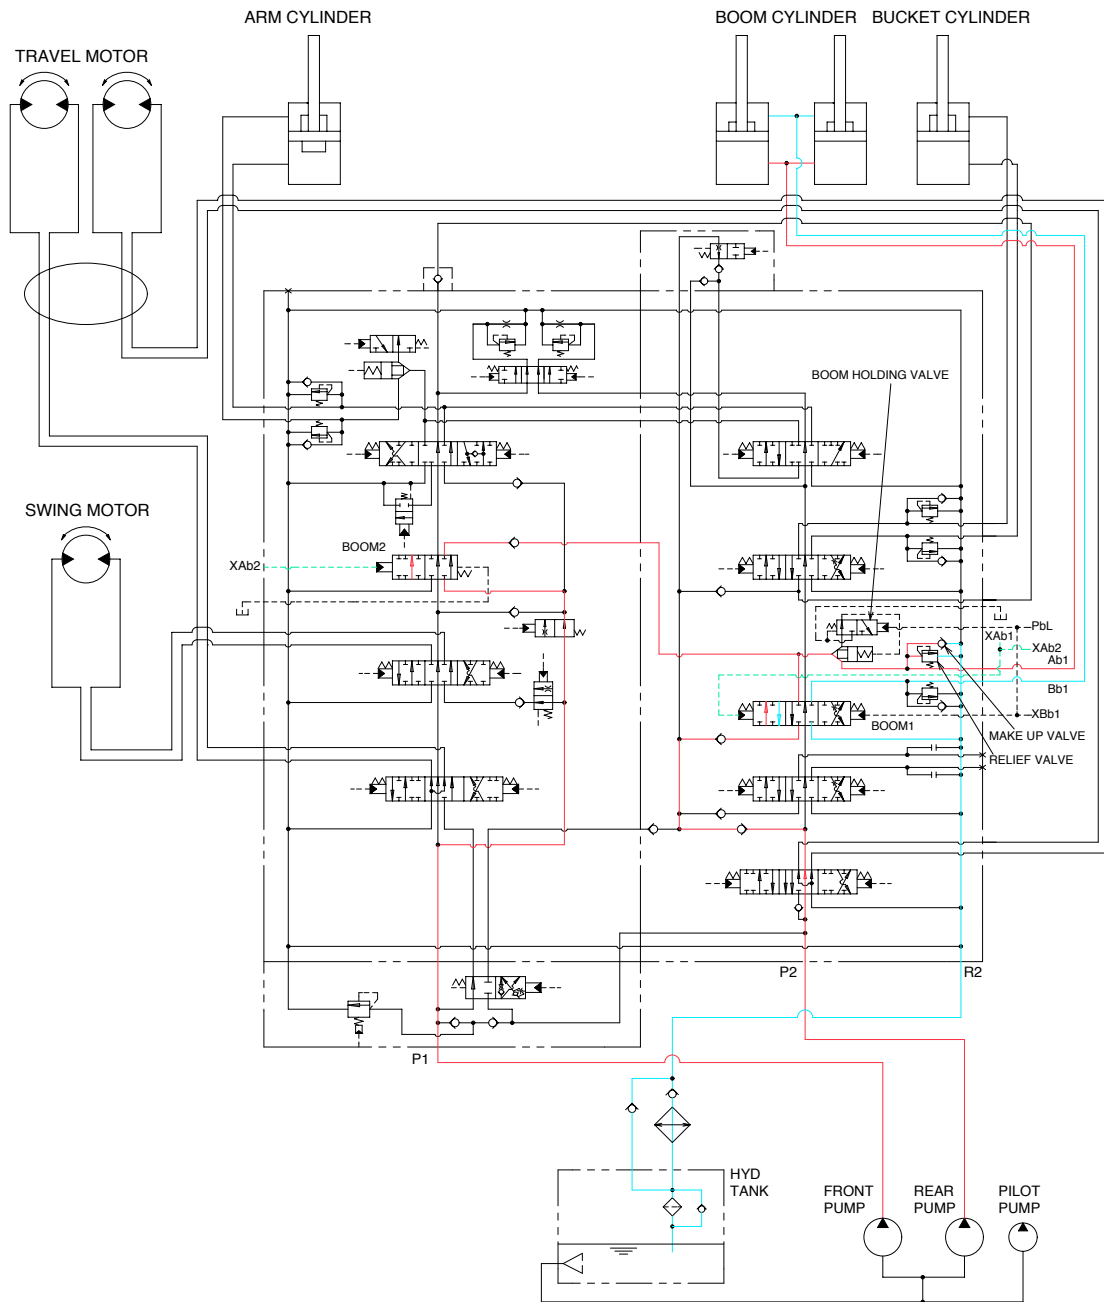 ARM CYLINDER
BOOM CYLINDER
BUCKET CYLINDER
TRAVEL MOTOR
BOOM HOLDING VALVE
SWING MOTOR
BOOM2
XAb2
PbL
XAb1
XAb2
Ab1
Bb1
XBb1
BOOM1
MAKE UP VALVE
RELIEF VALVE
P2
R2
P1
HYD
TANK
FRONT
PUMP
REAR
PUMP
PILOT
PUMP